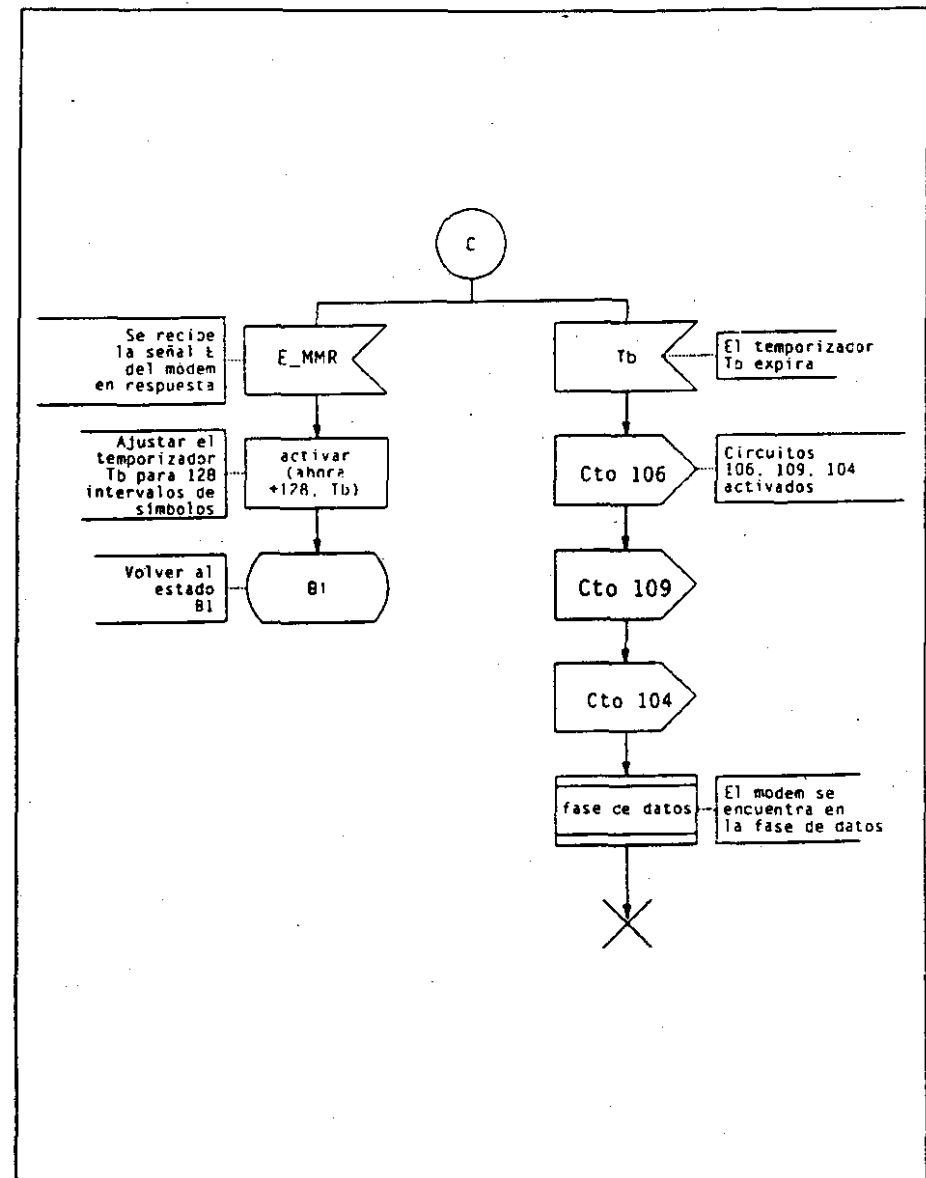 C
Se recibe
la señal E
del módem
en respuesta
E_MMR
Tb
El temporizador
Tb expira
Ajustar el
temporizador
Tb para 128
intervalos de
símbolos
activar
(ahora
+128, Tb)
Cto 106
Circuitos
106, 109, 104
activados
Volver al
estado
B1
B1
Cto 109
Cto 104
fase de datos
El modem se
encuentra en
la fase de datos